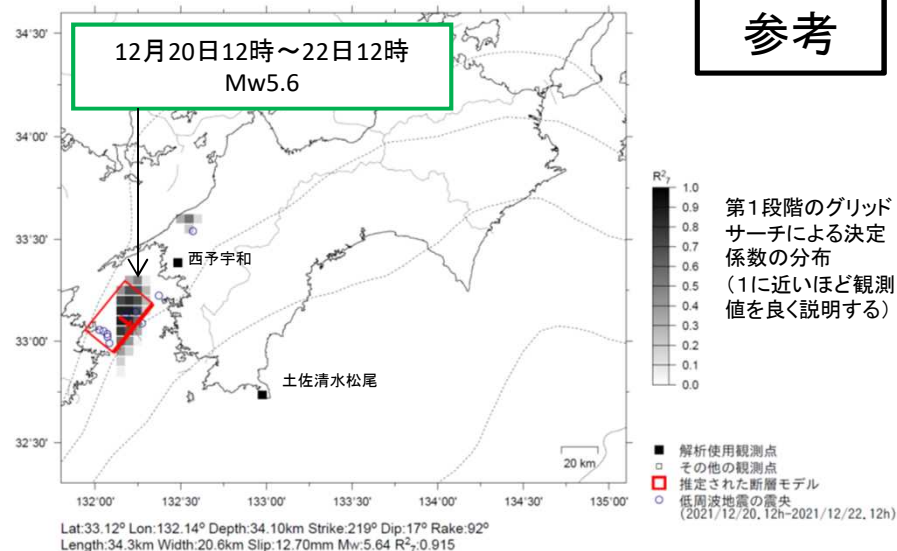 参考
12月20日12時～22日12時
Mw5.6
34°30'
34°00'
33°30'
33°00'
32°30'
西予宇和
土佐清水松尾
20 km
132°00'
132°30'
133°00'
133°30'
134°00'
134°30'
135°00'
R²₇
1.0
0.9
0.8
0.7
0.6
0.5
0.4
0.3
0.2
0.1
0.0
第1段階のグリッド
サーチによる決定
係数の分布
(1に近いほど観測
値を良く説明する)
解析使用観測点
その他の観測点
推定された断層モデル
低周波地震の震央
(2021/12/20, 12h-2021/12/22, 12h)
Lat:33.12° Lon:132.14° Depth:34.10km Strike:219° Dip:17° Rake:92°
Length:34.3km Width:20.6km Slip:12.70mm Mw:5.64 R²₇:0.915